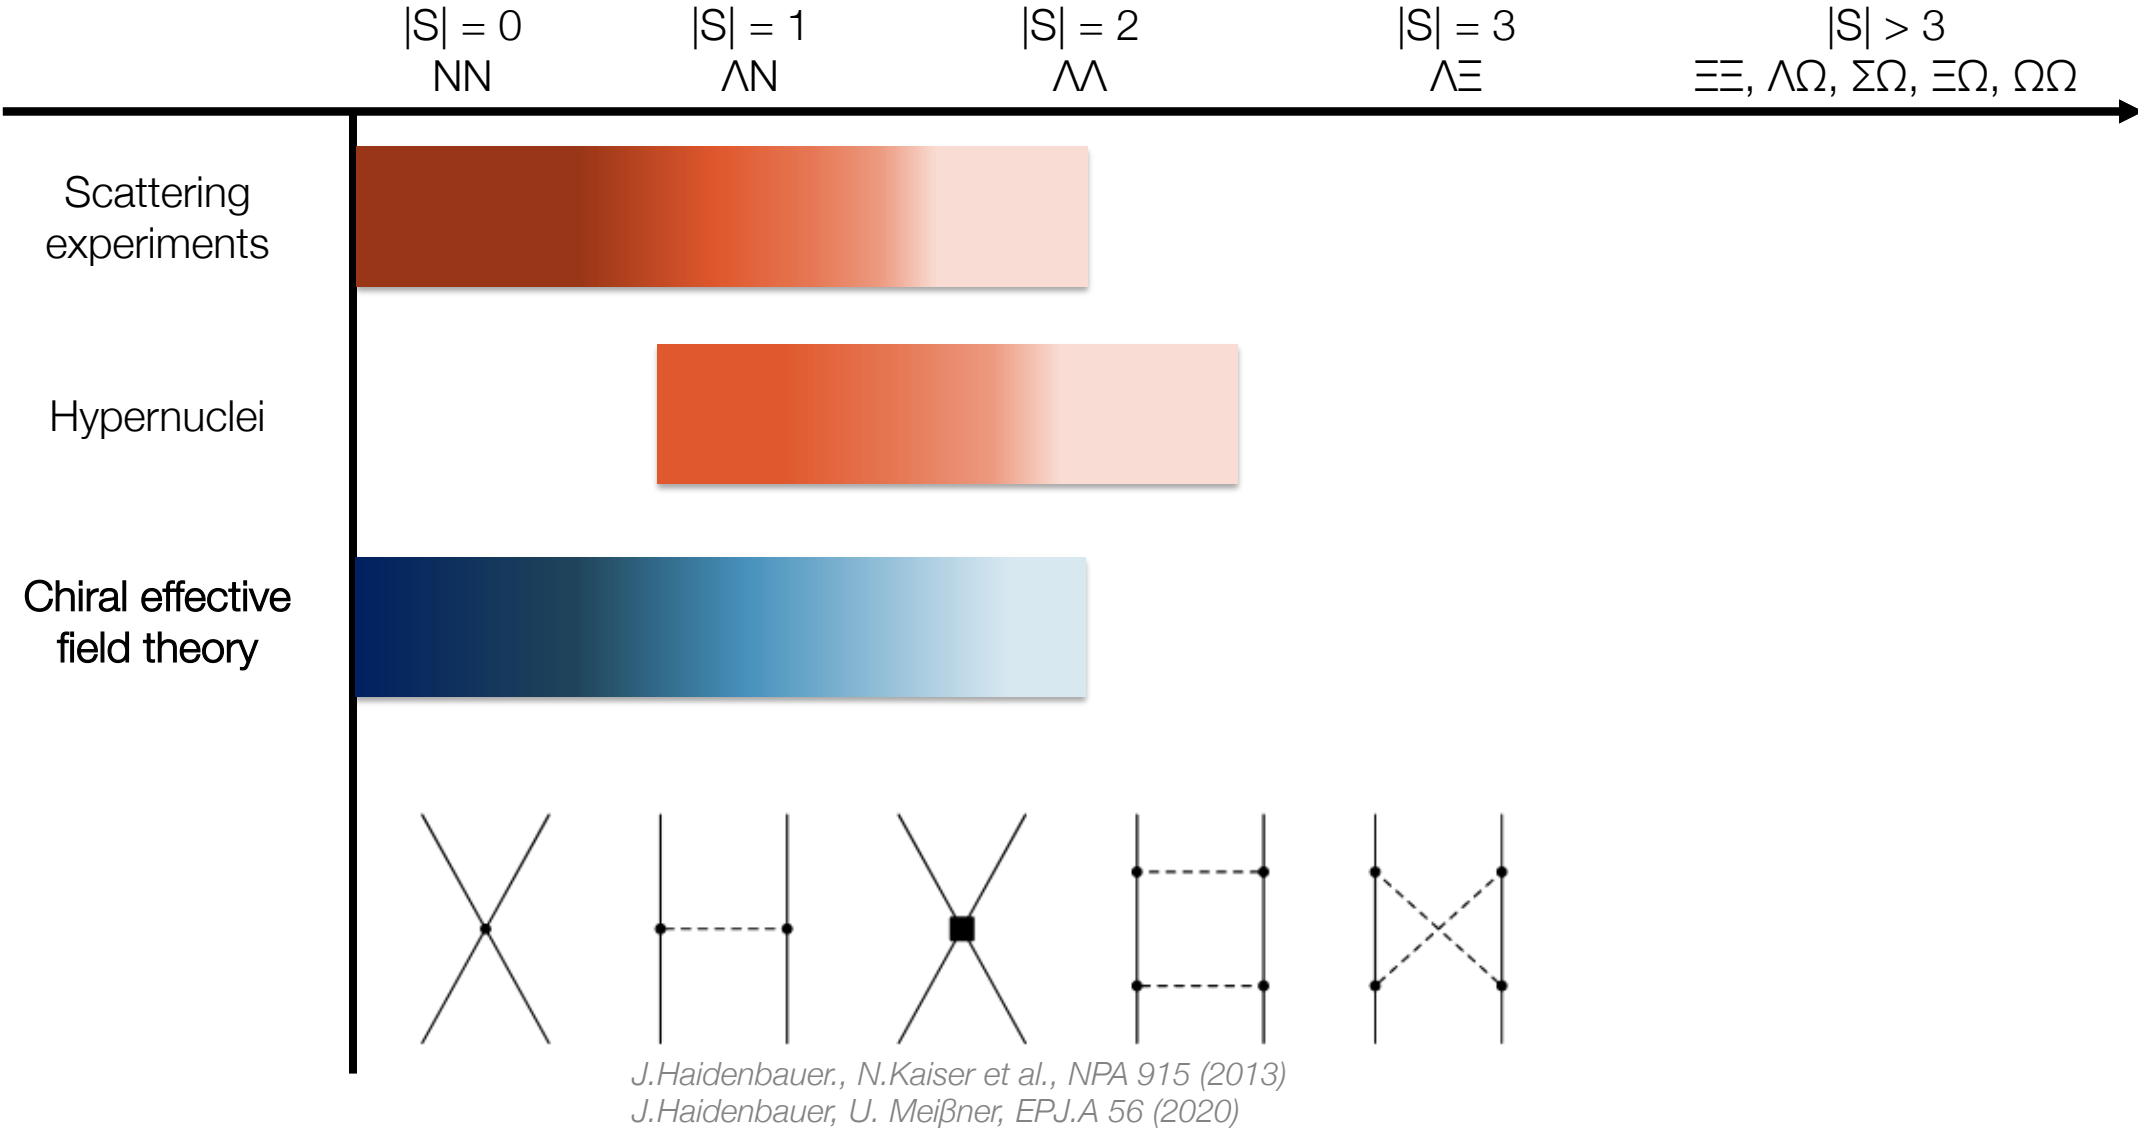 |S| = 0 |S| = 1 |S| = 2 |S| = 3 |S| > 3
NN ΛN ΛΛ ΛΞ ΞΞ, ΛΩ, ΣΩ, ΞΩ, ΩΩ
Scattering
experiments
Hypernuclei
Chiral effective
field theory
J.Haidenbauer., N.Kaiser et al., NPA 915 (2013)
J.Haidenbauer, U. Meiβner, EPJ.A 56 (2020)